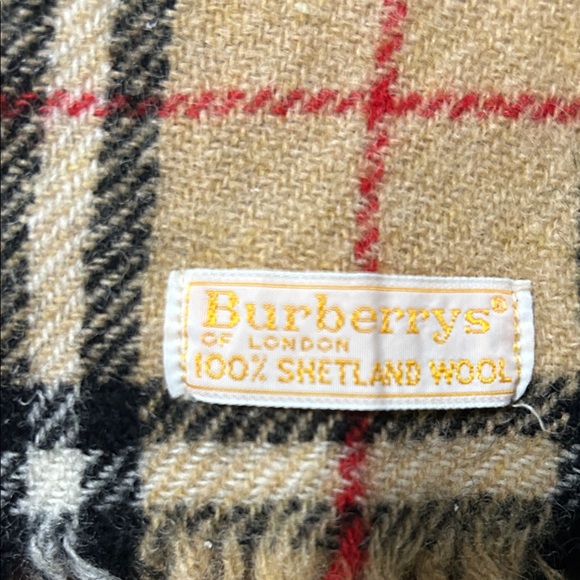 Burberrys®
OF LONDON
100% SHETLAND WOOL